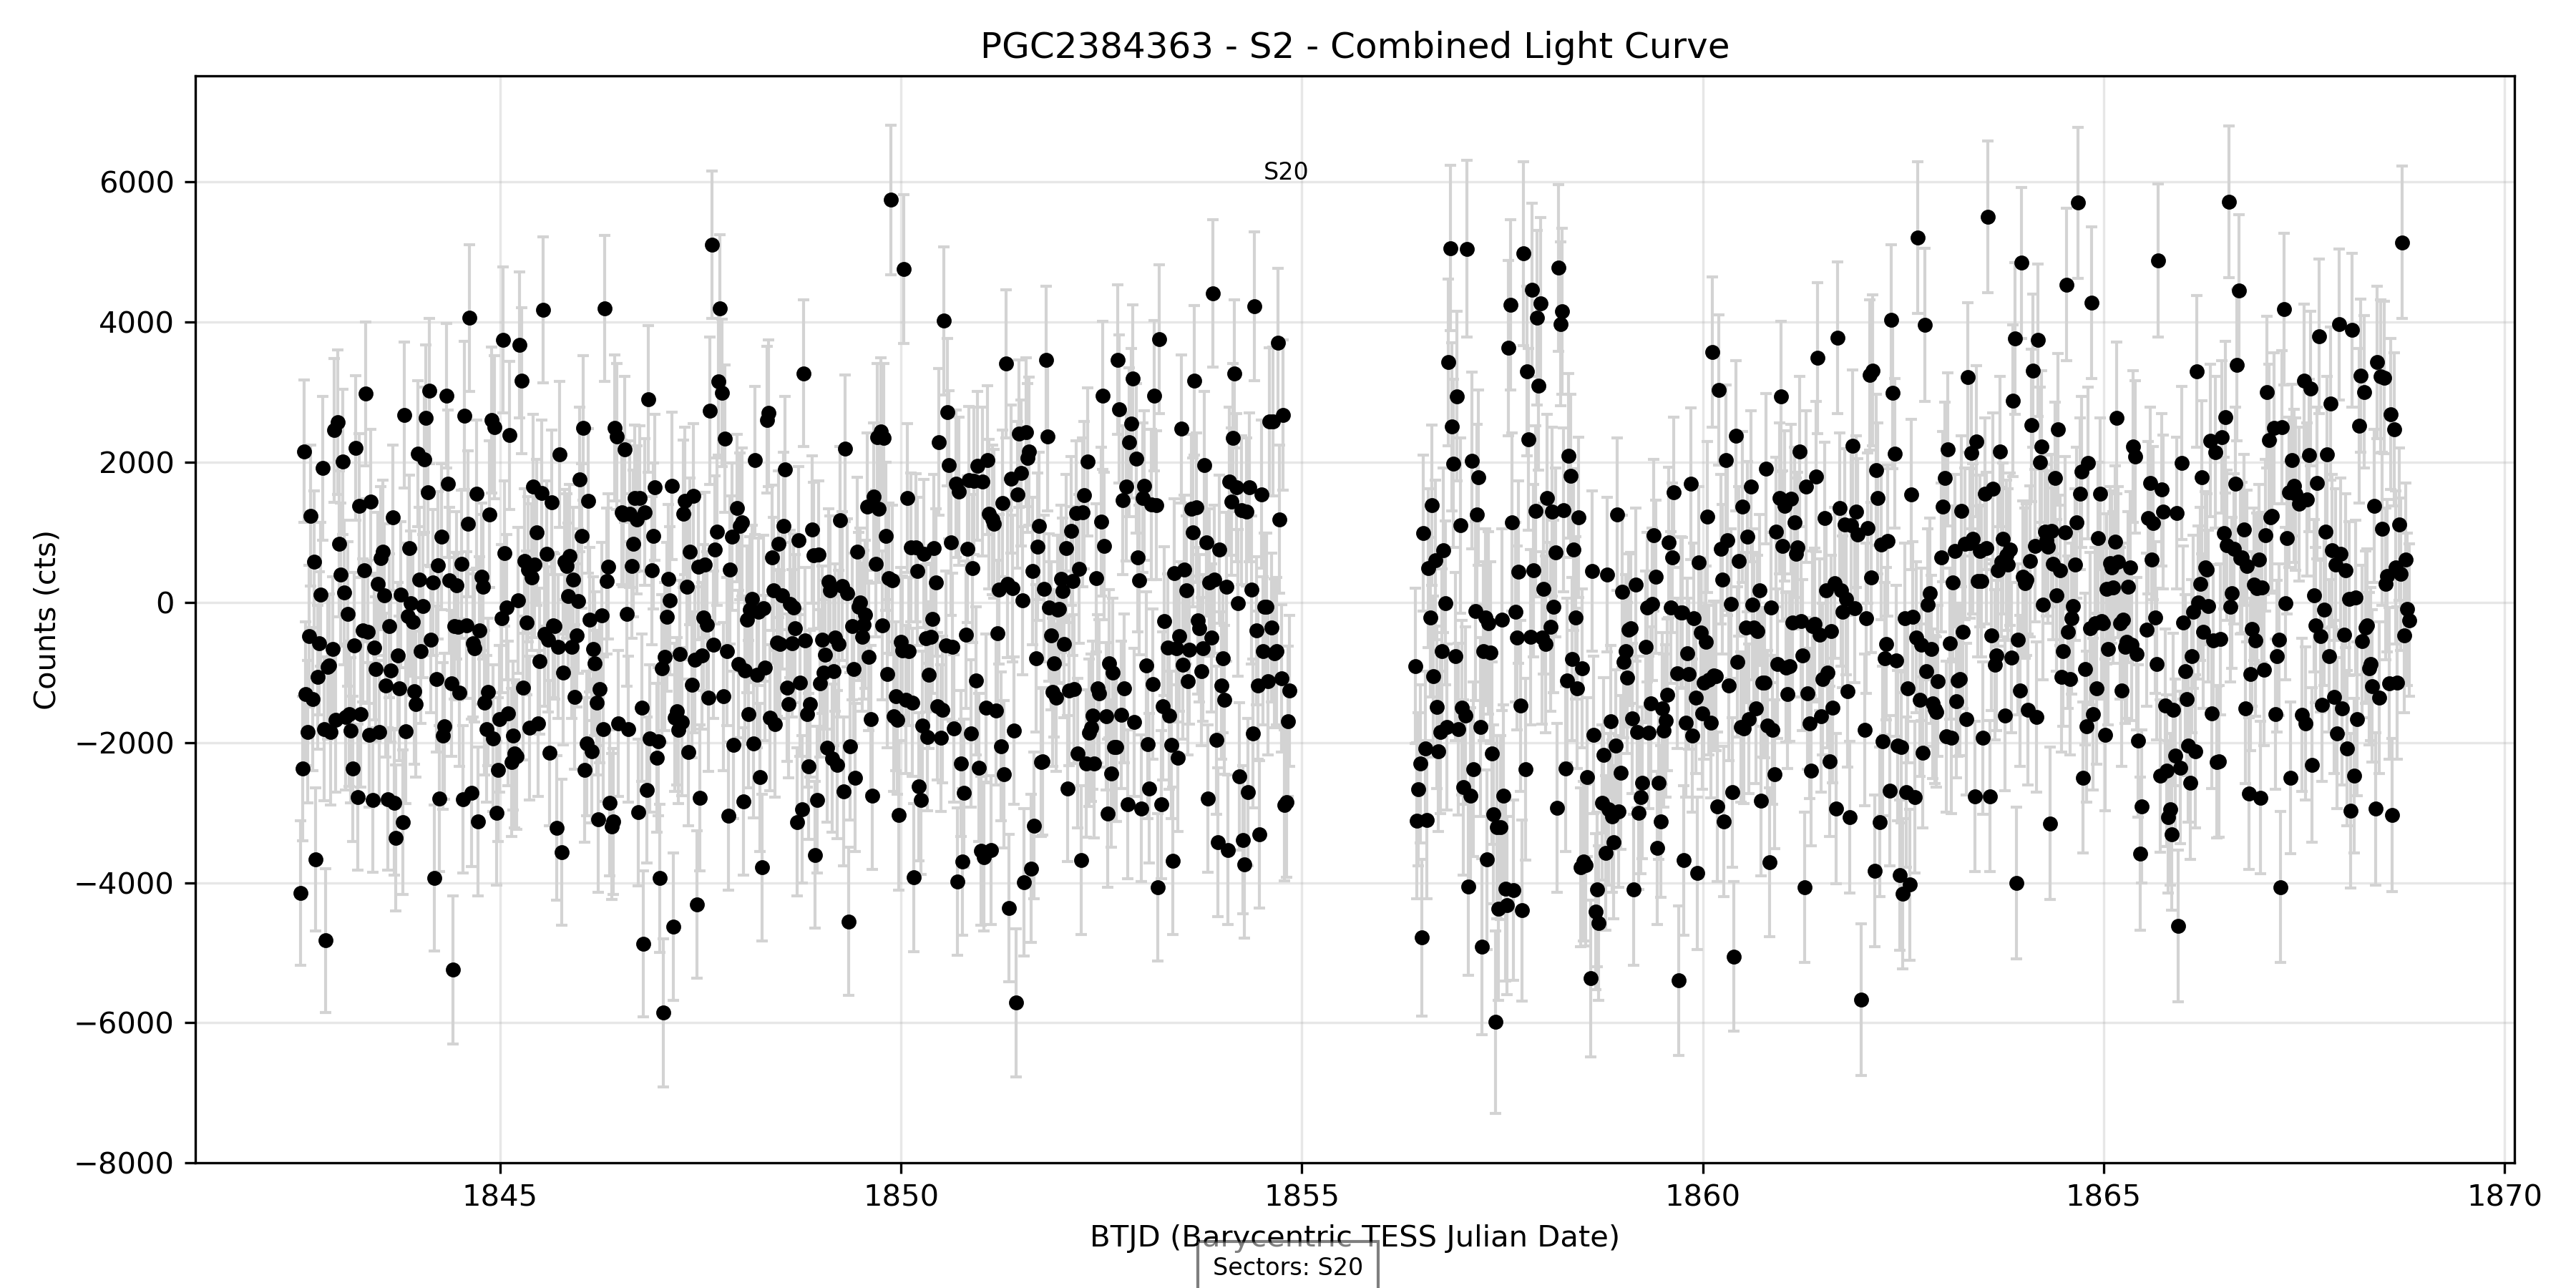 PGC2384363 - S2 - Combined Light Curve
S20
6000
4000
2000
0
−2000
−4000
−6000
−8000
Counts (cts)
1845 1850 1855 1860 1865 1870
BTJD (Barycentric TESS Julian Date)
Sectors: S20